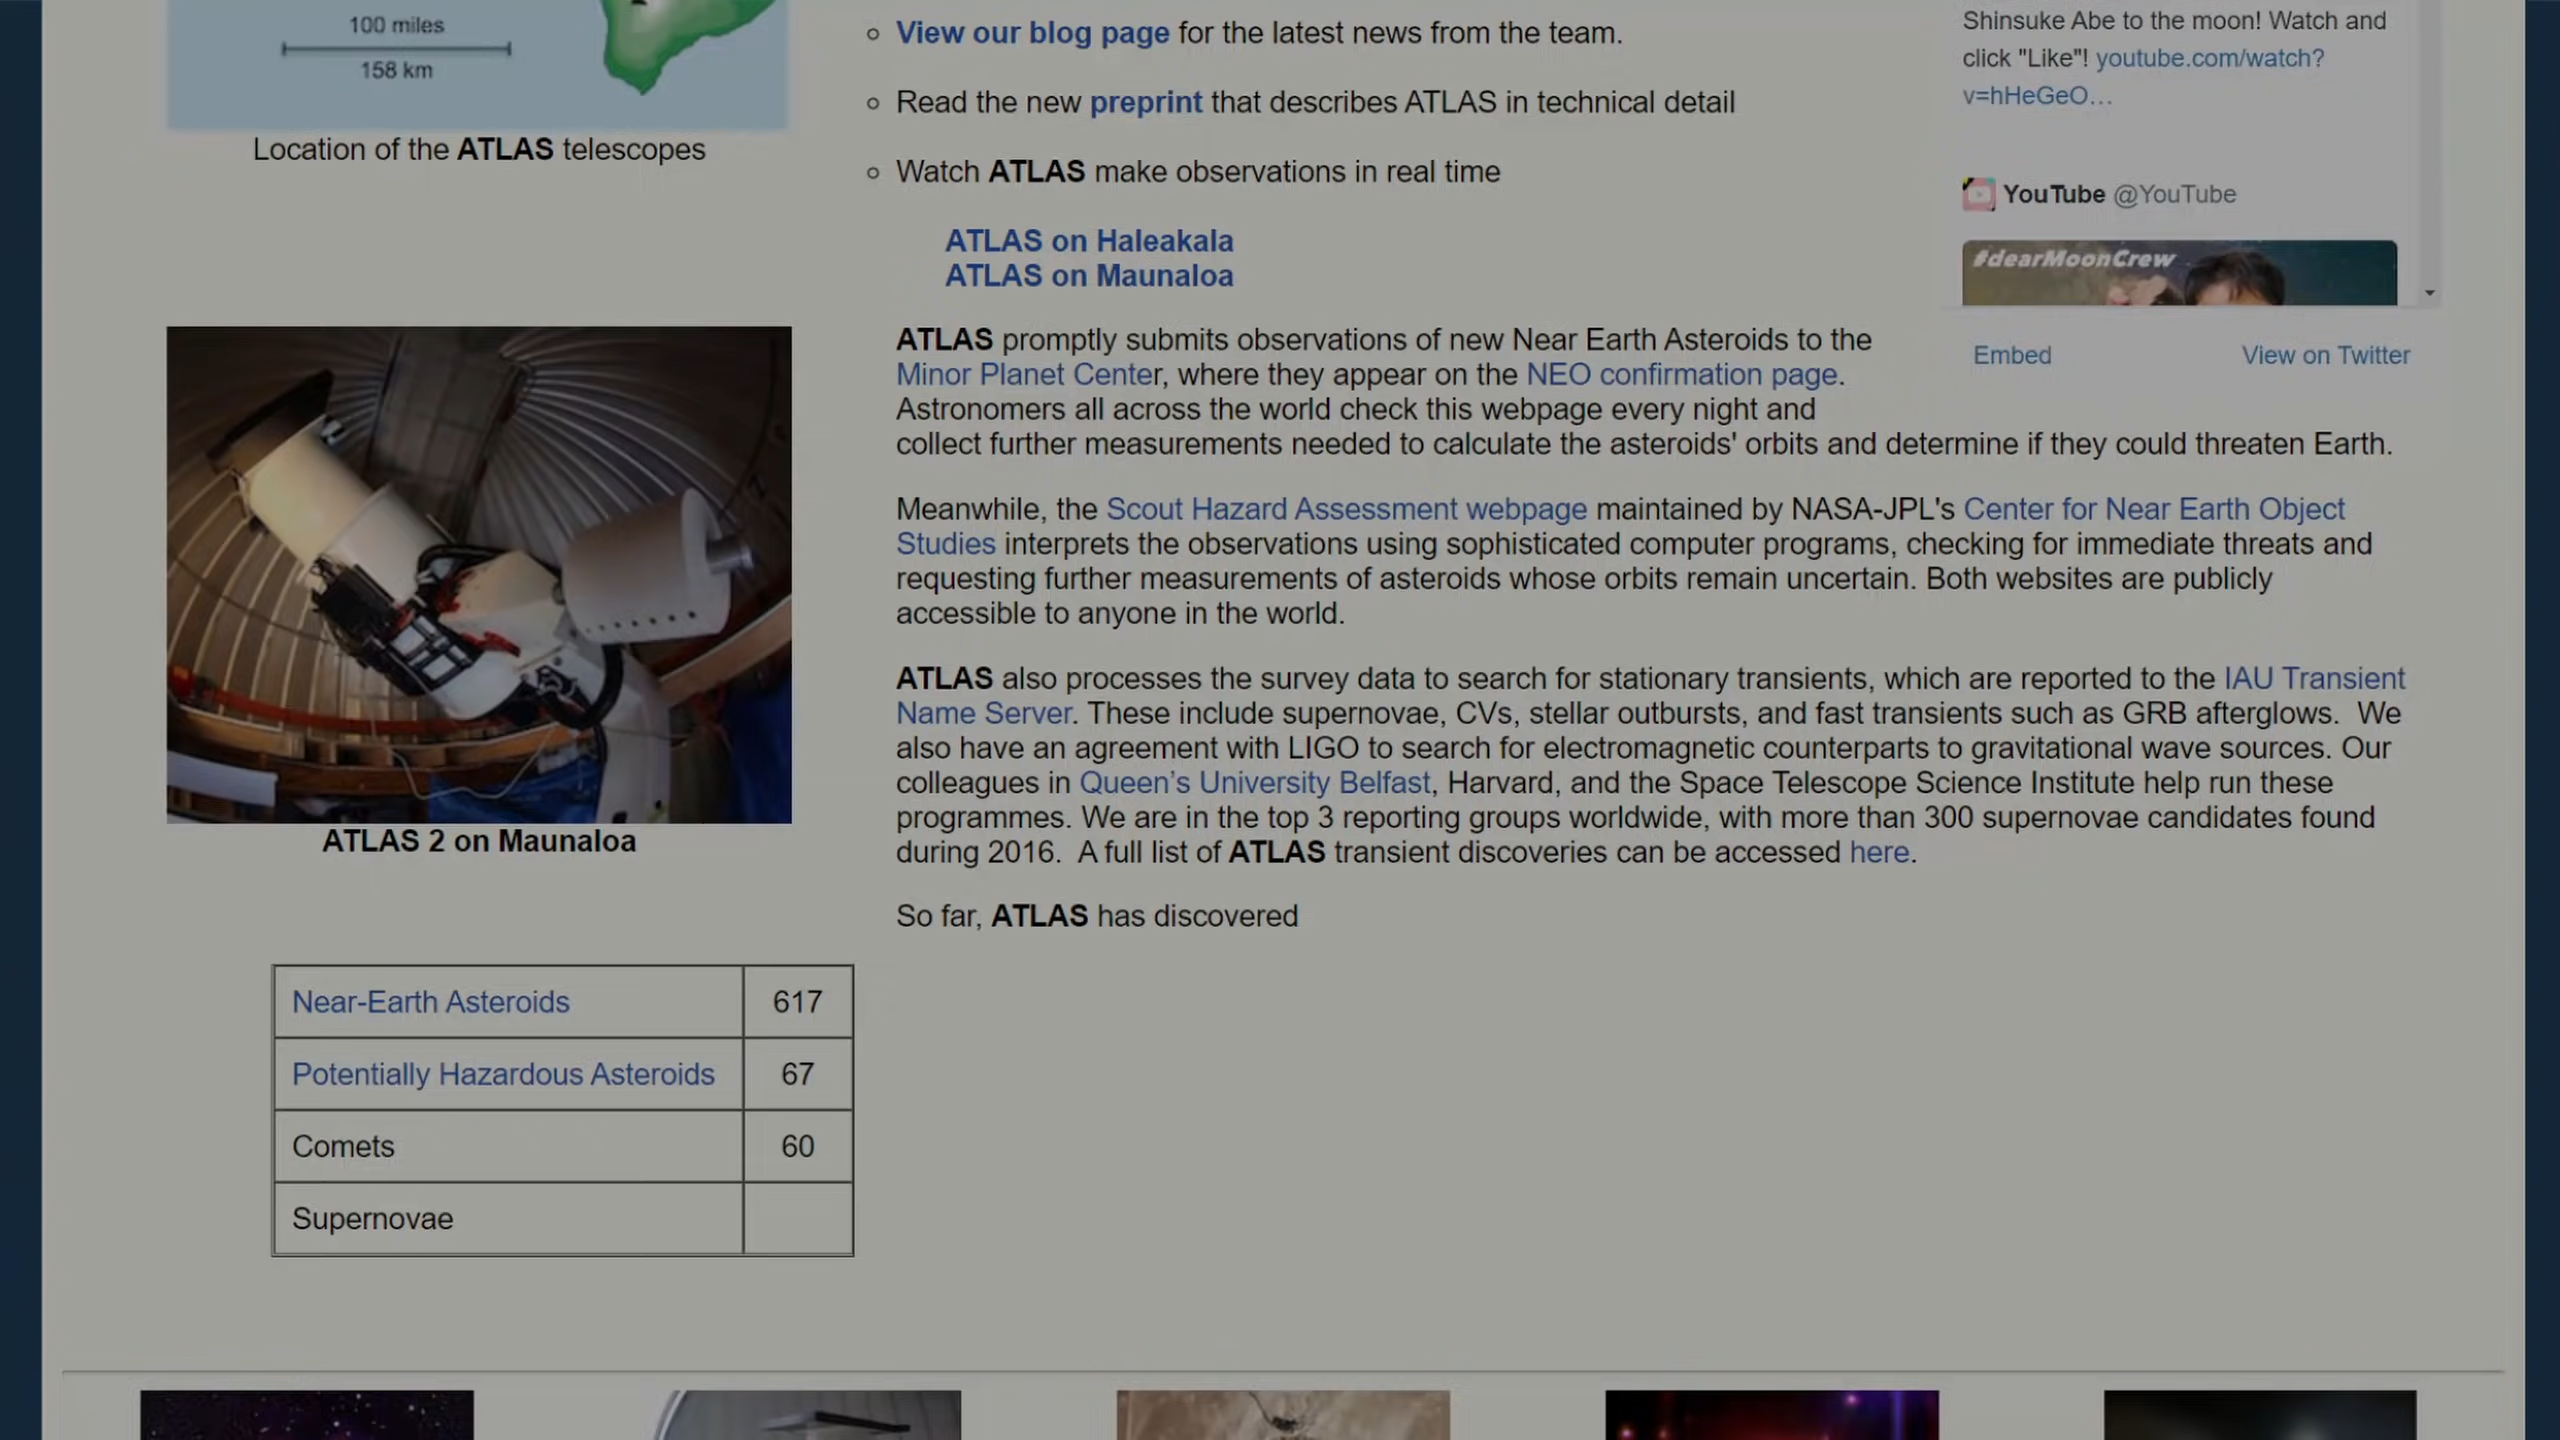 100 miles
158 km
Location of the ATLAS telescopes
View our blog page for the latest news from the team.
Read the new preprint that describes ATLAS in technical detail
Watch ATLAS make observations in real time
ATLAS on Haleakala
ATLAS on Maunaloa
Shinsuke Abe to the moon! Watch and
click "Like"! youtube.com/watch?
v=hHeGeO…
YouTube @YouTube
#dearMoonCrew
Embed
View on Twitter
ATLAS promptly submits observations of new Near Earth Asteroids to the
Minor Planet Center, where they appear on the NEO confirmation page.
Astronomers all across the world check this webpage every night and
collect further measurements needed to calculate the asteroids' orbits and determine if they could threaten Earth.
Meanwhile, the Scout Hazard Assessment webpage maintained by NASA-JPL's Center for Near Earth Object
Studies interprets the observations using sophisticated computer programs, checking for immediate threats and
requesting further measurements of asteroids whose orbits remain uncertain. Both websites are publicly
accessible to anyone in the world.
ATLAS also processes the survey data to search for stationary transients, which are reported to the IAU Transient
Name Server. These include supernovae, CVs, stellar outbursts, and fast transients such as GRB afterglows. We
also have an agreement with LIGO to search for electromagnetic counterparts to gravitational wave sources. Our
colleagues in Queen's University Belfast, Harvard, and the Space Telescope Science Institute help run these
programmes. We are in the top 3 reporting groups worldwide, with more than 300 supernovae candidates found
during 2016. A full list of ATLAS transient discoveries can be accessed here.
ATLAS 2 on Maunaloa
So far, ATLAS has discovered
Near-Earth Asteroids 617
Potentially Hazardous Asteroids 67
Comets 60
Supernovae